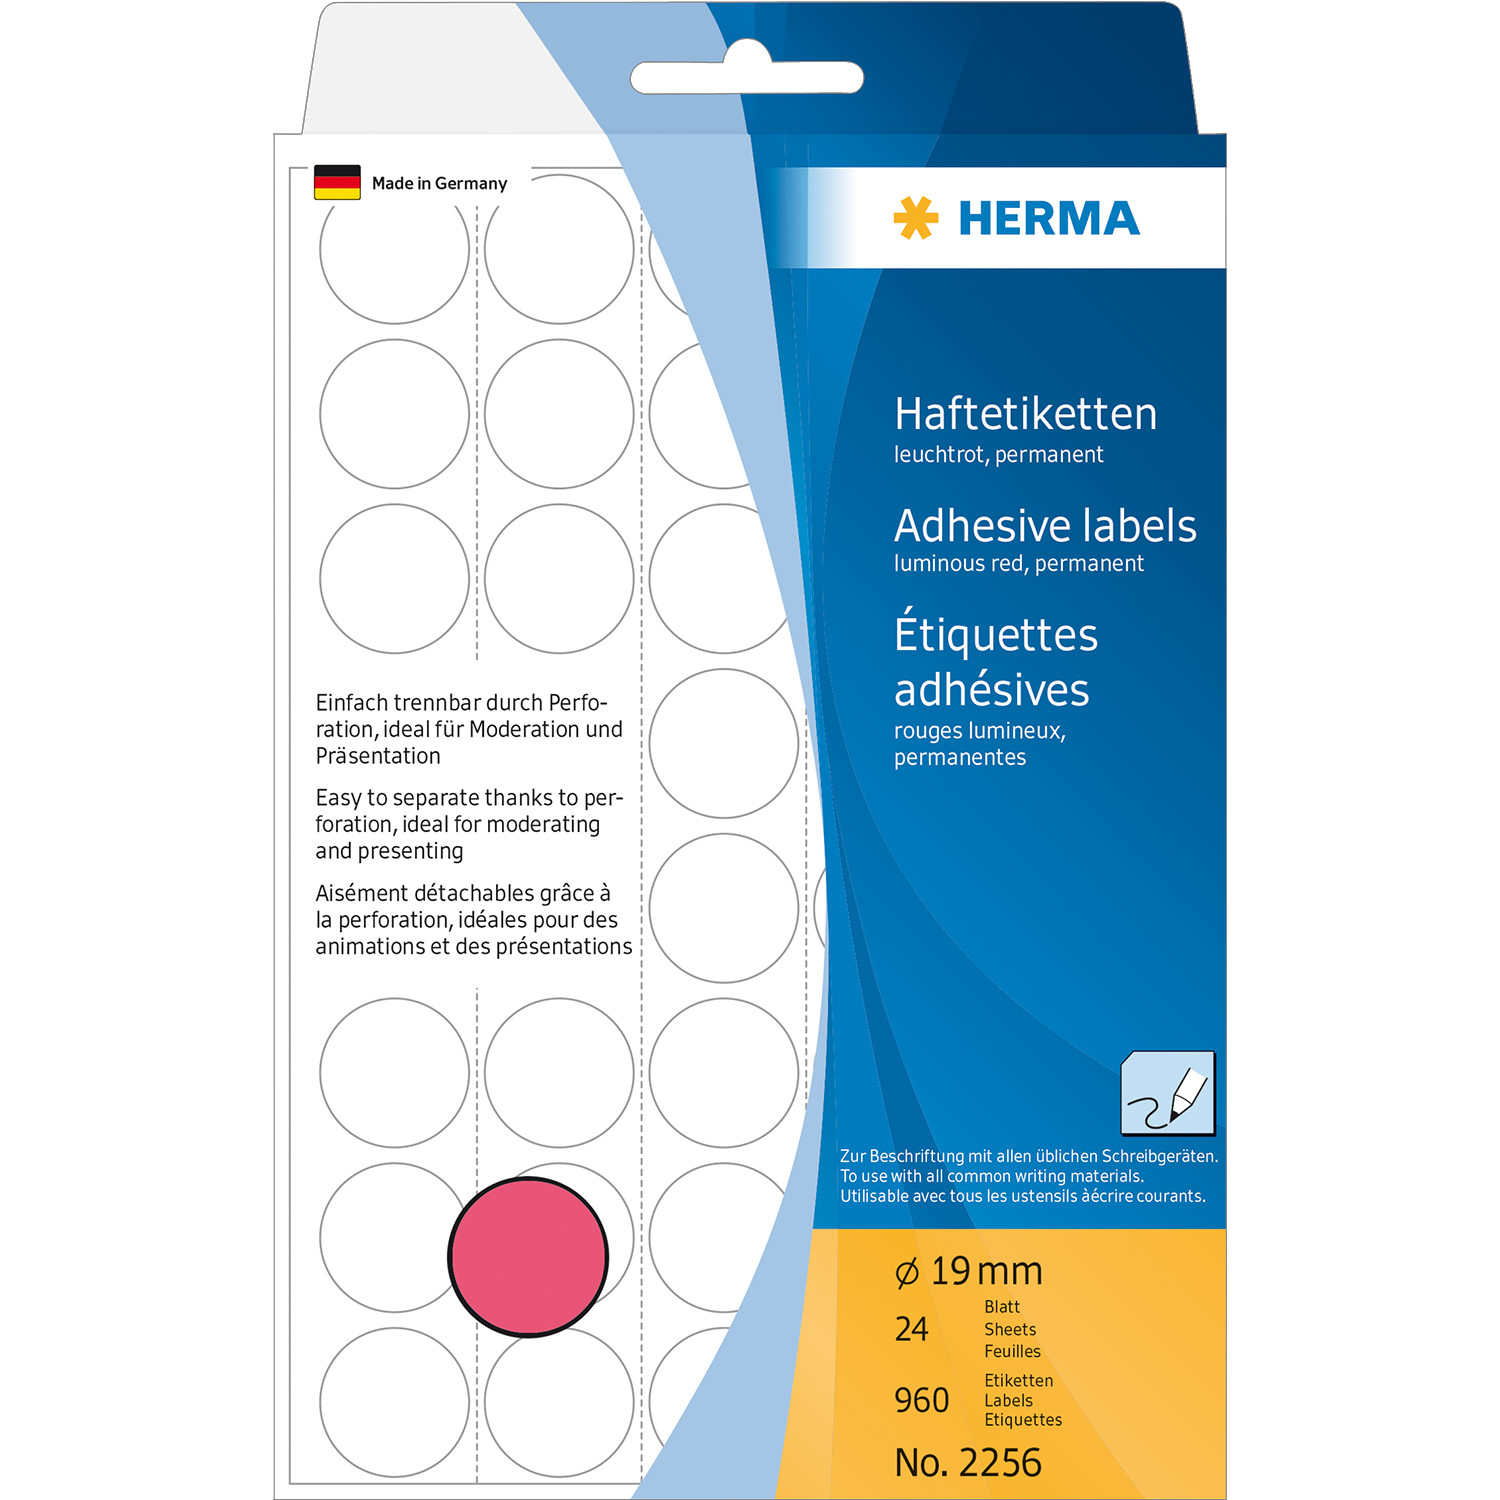 Made in Germany
HERMA
Haftetiketten
leuchtrot, permanent
Adhesive labels
luminous red, permanent
Étiquettes
adhésives
rouges lumineux,
permanentes
Einfach trennbar durch Perfo-
ration, ideal für Moderation und
Präsentation
Easy to separate thanks to per-
foration, ideal for moderating
and presenting
Aisément détachables grâce à
la perforation, idéales pour des
animations et des présentations
Zur Beschriftung mit allen üblichen Schreibgeräten.
To use with all common writing materials.
Utilisable avec tous les ustensils àécrire courants.
⌀ 19 mm
24
Blatt
Sheets
Feuilles
960
Etiketten
Labels
Etiquettes
No. 2256